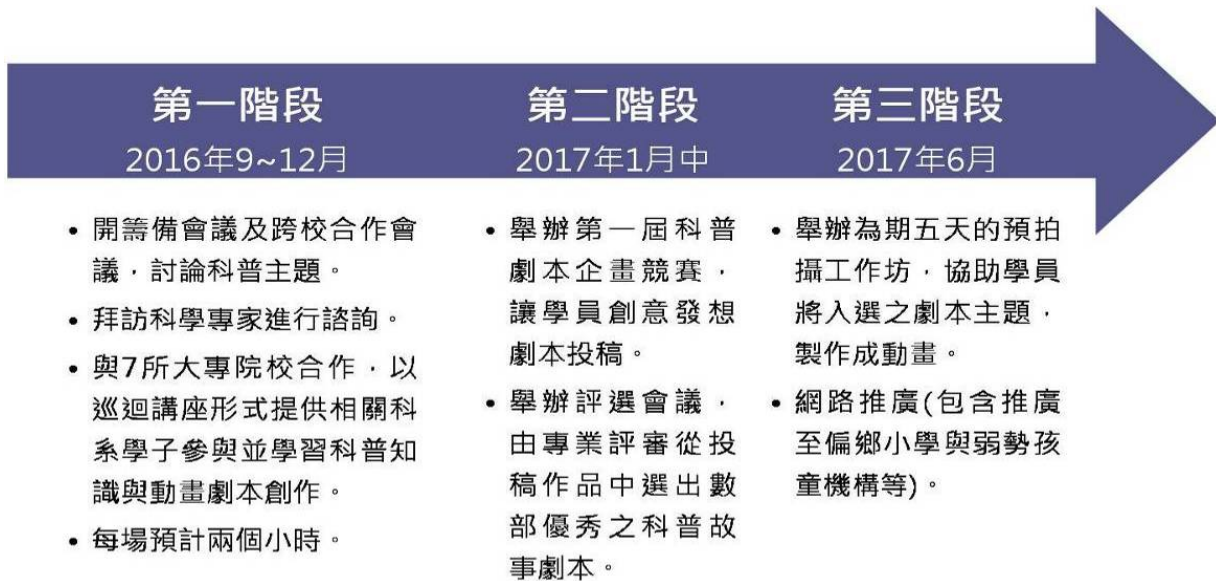 第一階段
2016年9~12月
• 開籌備會議及跨校合作會
議，討論科普主題。
• 拜訪科學專家進行諮詢。
• 與7所大專院校合作，以
巡迴講座形式提供相關科
系學子參與並學習科普知
識與動畫劇本創作。
• 每場預計兩個小時。
第二階段
2017年1月中
• 舉辦第一屆科普
劇本企畫競賽，
讓學員創意發想
劇本投稿。
• 舉辦評選會議，
由專業評審從投
稿作品中選出數
部優秀之科普故
事劇本。
第三階段
2017年6月
• 舉辦為期五天的預拍
攝工作坊，協助學員
將入選之劇本主題，
製作成動畫。
• 網路推廣(包含推廣
至偏鄉小學與弱勢孩
童機構等)。